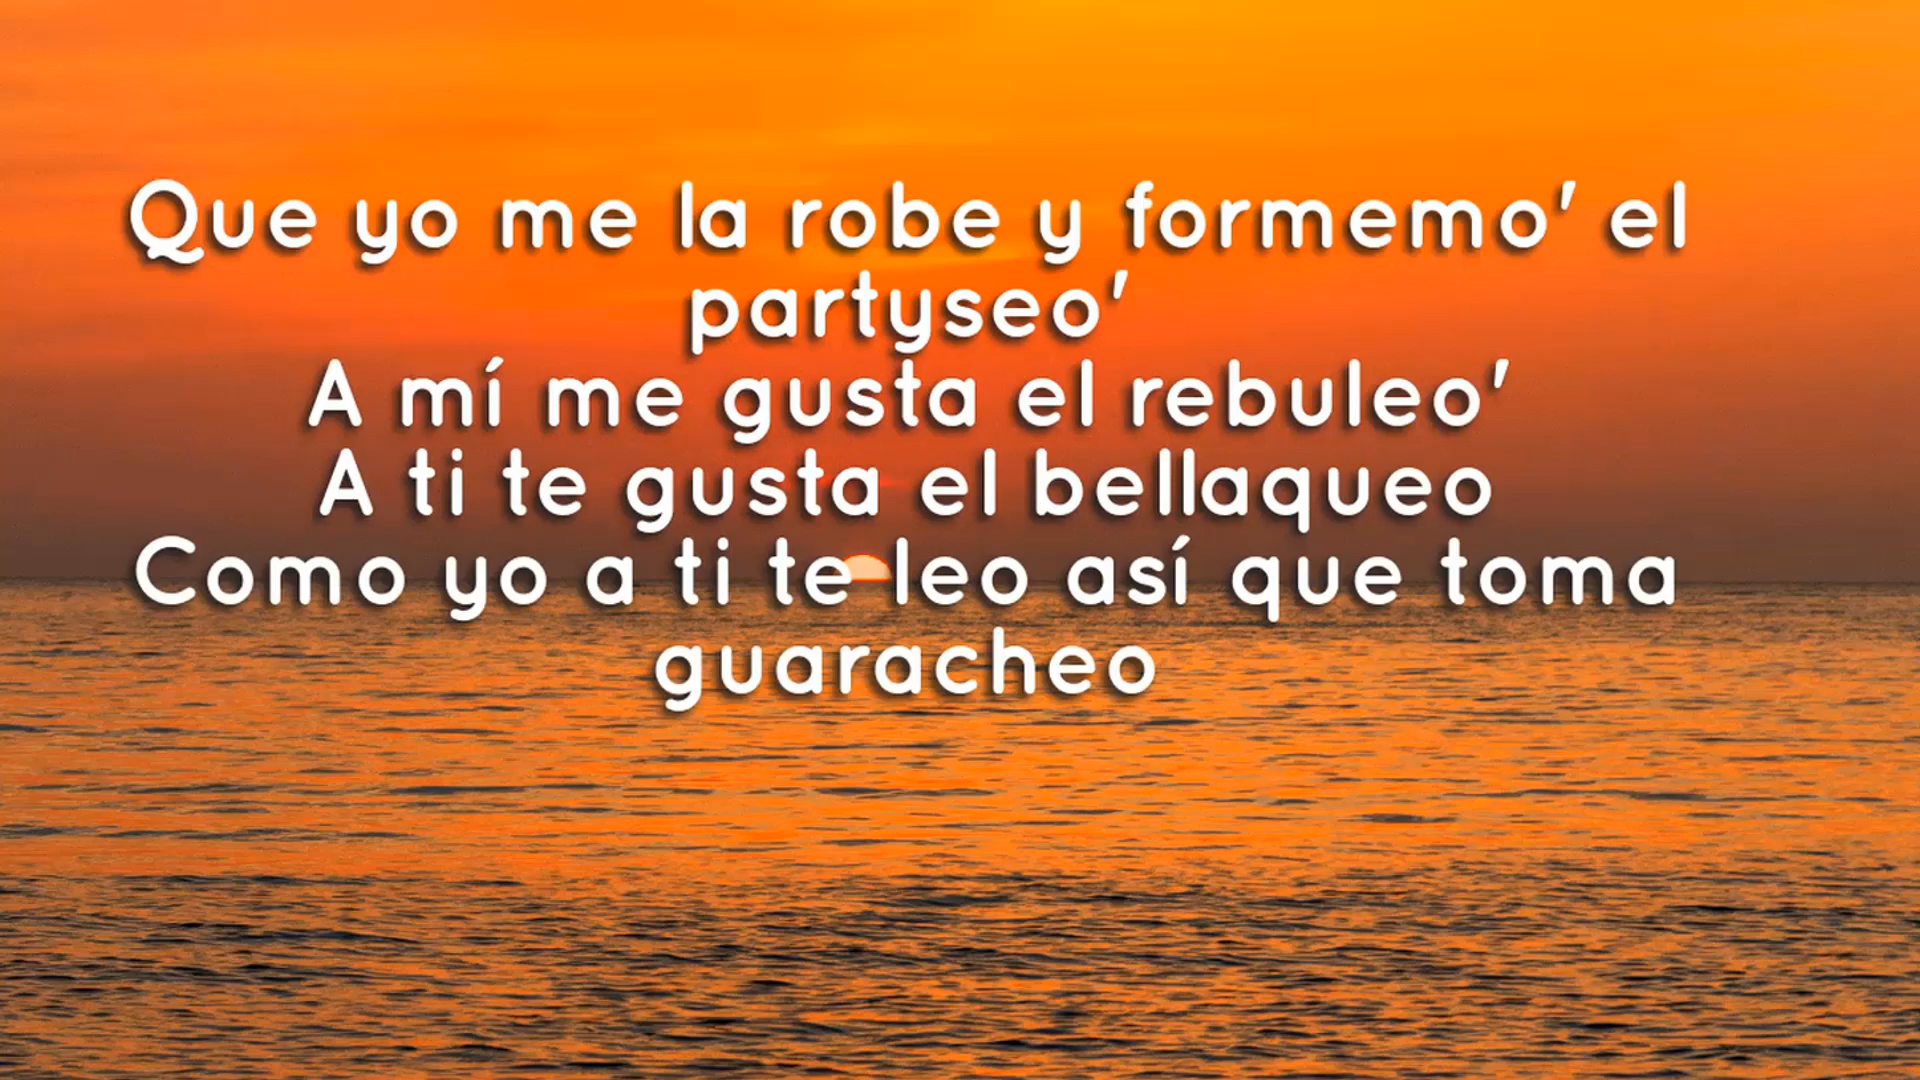 Que yo me la robe y formemo' el
partyseo'
A mí me gusta el rebuleo'
A ti te gusta el bellaqueo
Como yo a ti te leo así que toma
guaracheo